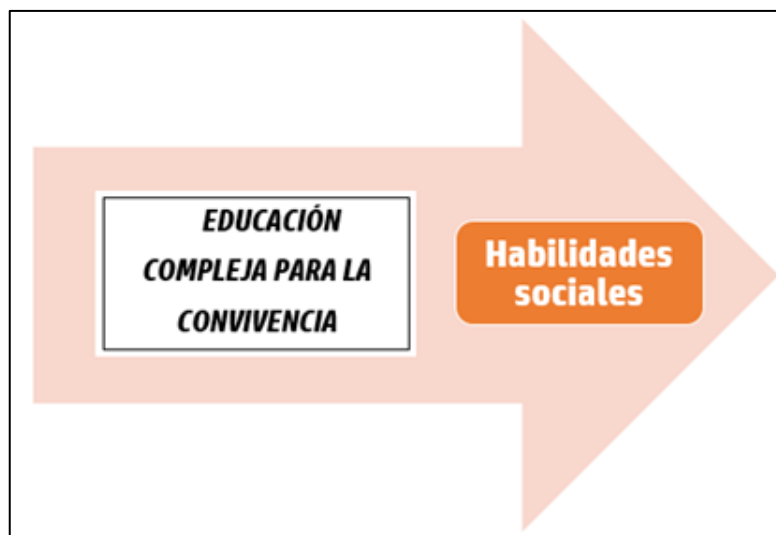 EDUCACIÓN
COMPLEJA PARA LA
CONVIVENCIA
Habilidades
sociales